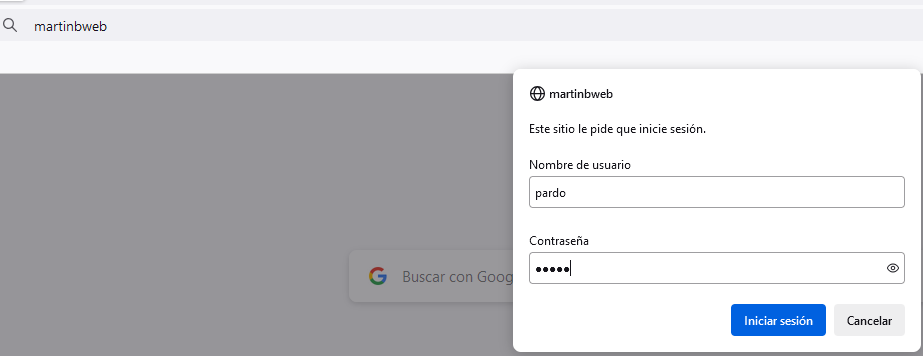 martinbweb
martinbweb
Este sitio le pide que inicie sesión.
Nombre de usuario
pardo
Contraseña
•••••
Buscar con Goog
Iniciar sesión
Cancelar